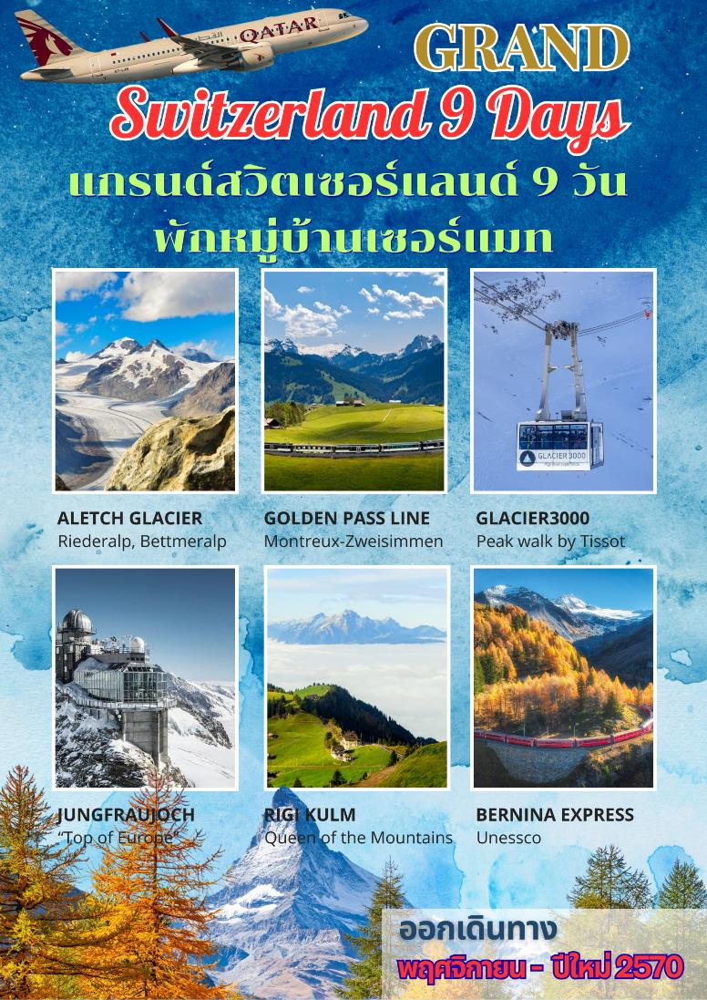 QATAR القطرية
GRAND
Switzerland 9 Days
แกรนด์สวิตเซอร์แลนด์ 9 วัน
พักหมู่บ้านเซอร์แมท
GLACIER 3000
ALETCH GLACIER
Riederalp, Bettmeralp
GOLDEN PASS LINE
Montreux-Zweisimmen
GLACIER3000
Peak walk by Tissot
JUNGFRAUJOCH
“Top of Europe”
RIGI KULM
Queen of the Mountains
BERNINA EXPRESS
Unessco
ออกเดินทาง
พฤศจิกายน - ปีใหม่ 2570